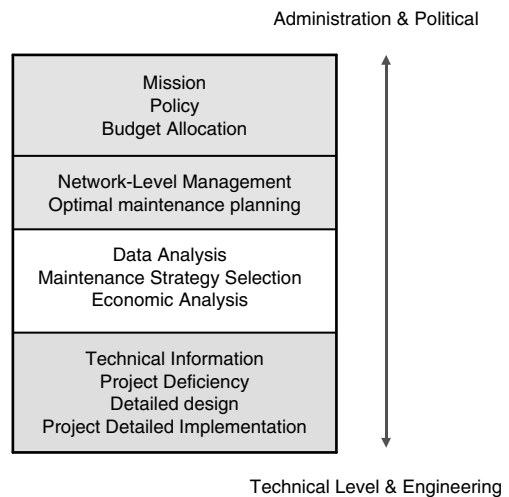 Administration & Political
Mission
Policy
Budget Allocation
Network-Level Management
Optimal maintenance planning
Data Analysis
Maintenance Strategy Selection
Economic Analysis
Technical Information
Project Deficiency
Detailed design
Project Detailed Implementation
Technical Level & Engineering